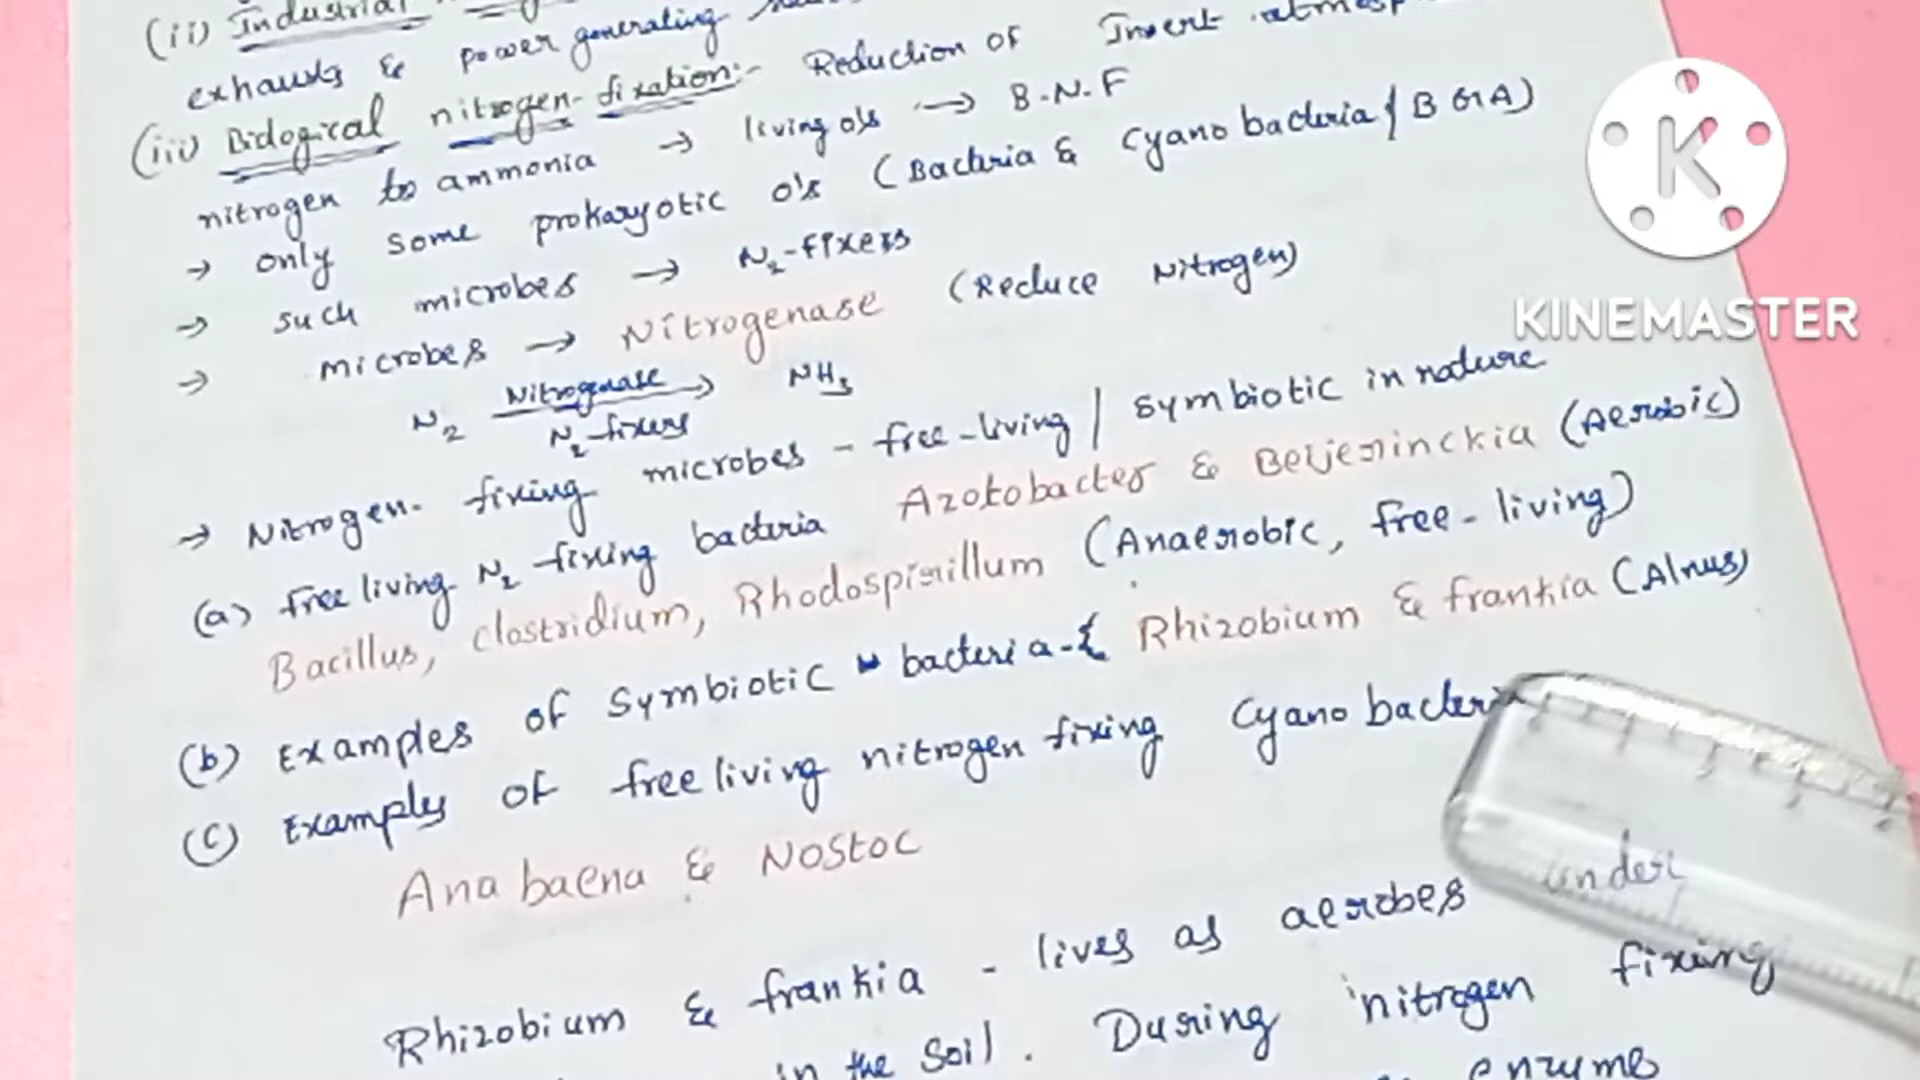 (ii) Industrial
exhausts & power generating
(iii) Biological nitrogen-fixation:- Reduction of Inert atmosp
nitrogen to ammonia → living o's → B.N.F
→ only some prokaryotic o's (Bacteria & Cyano bacteria / BGA)
→ such microbes → N₂-fixers
→ microbes → Nitrogenase (Reduce Nitrogen)
N₂ Nitrogenase → NH₃
N₂-fixers
→ Nitrogen-fixing microbes - free-living / symbiotic in nature
(a) free living N₂ fixing bacteria Azotobacter & Beijerinckia (Aerobic)
Bacillus, clostridium, Rhodospirillum (Anaerobic, free-living)
(b) Examples of symbiotic bacteria - { Rhizobium & frankia (Alnus)
(c) Examples of free living nitrogen fixing Cyano bacteria
Anabaena & Nostoc
Rhizobium & frankia - lives as aerobes under
in the soil. During nitrogen fixing
enzyme
K
KINEMASTER